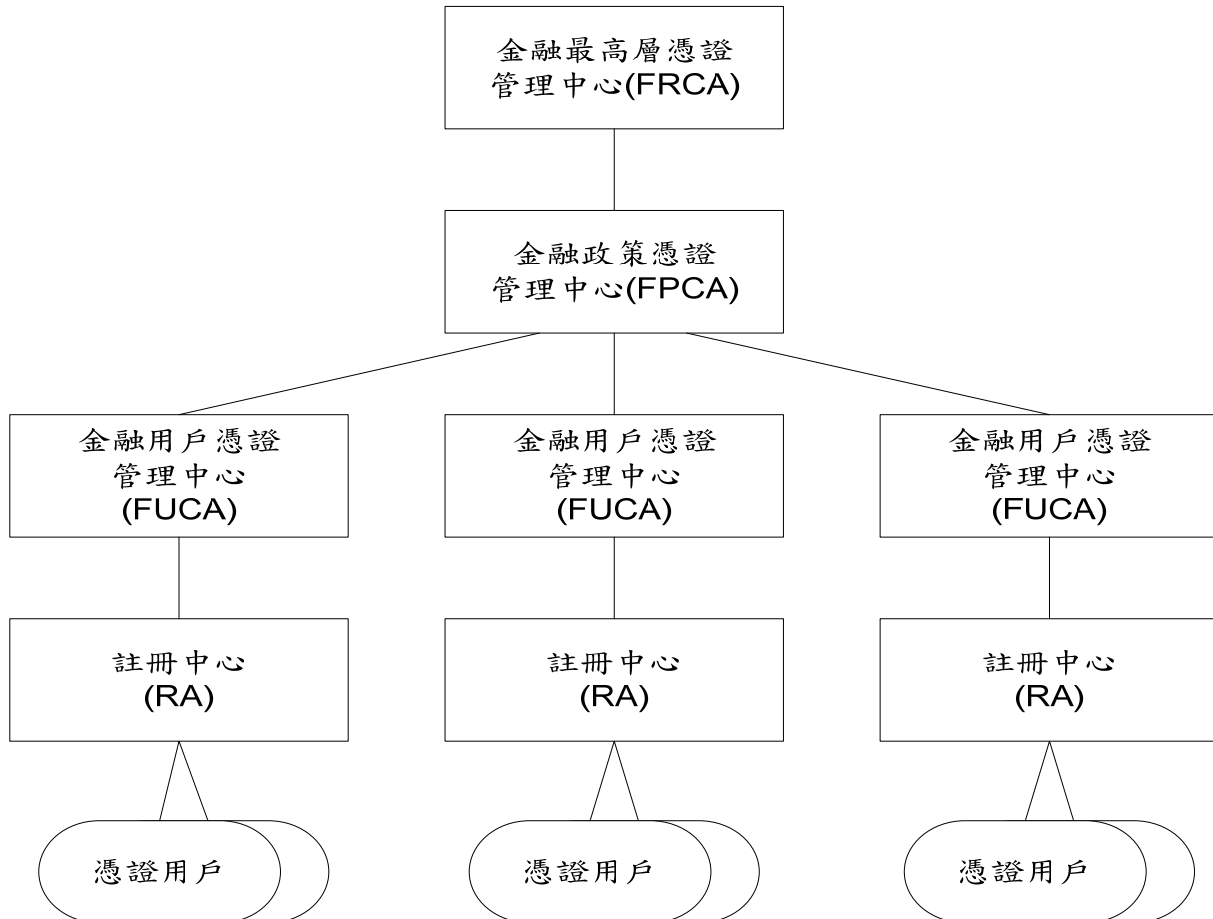 金融最高層憑證
管理中心(FRCA)
金融政策憑證
管理中心(FPCA)
金融用戶憑證
管理中心
(FUCA)
金融用戶憑證
管理中心
(FUCA)
金融用戶憑證
管理中心
(FUCA)
註冊中心
(RA)
註冊中心
(RA)
註冊中心
(RA)
憑證用戶
憑證用戶
憑證用戶